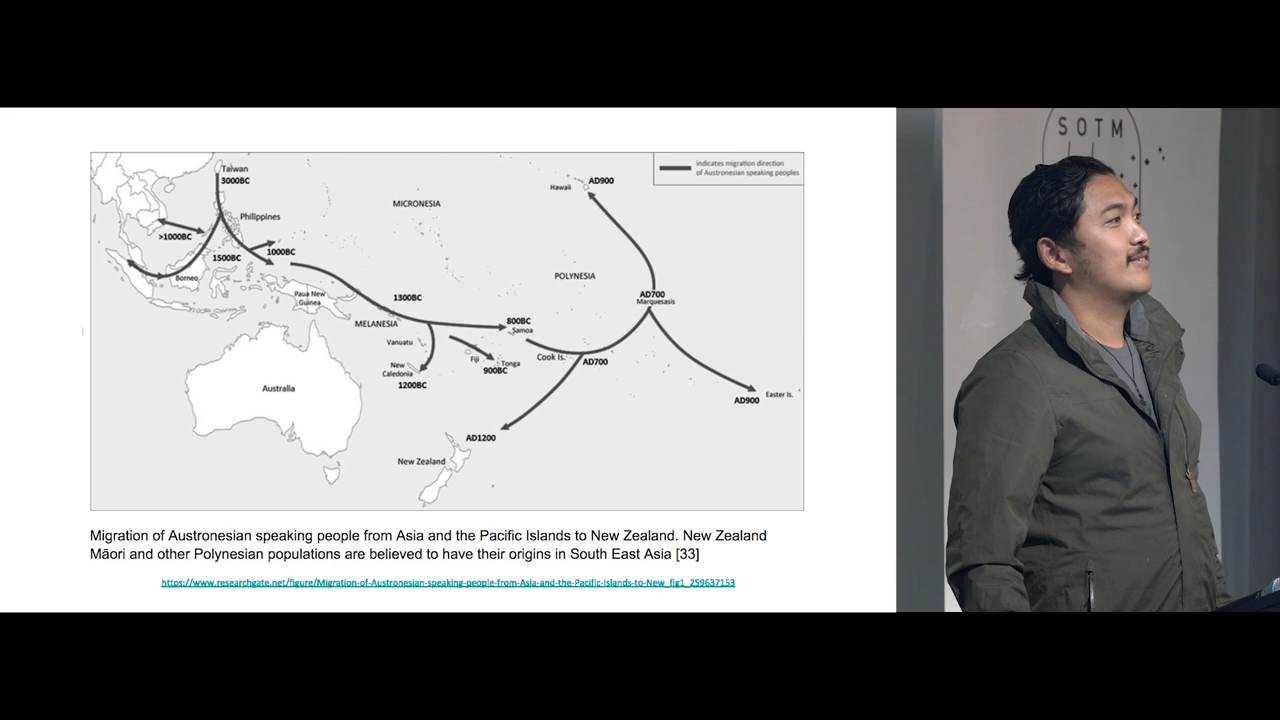 SOTM
indicates migration direction
of Austronesian speaking peoples
Taiwan
3000BC
Hawaii
AD900
MICRONESIA
Philippines
>1000BC
1000BC
1500BC
POLYNESIA
Borneo
Paua New
Guinea
1300BC
AD700
Marquesasis
MELANESIA
800BC
Samoa
Vanuatu
Fiji
Tonga
Cook Is.
AD700
New
Caledonia
900BC
1200BC
Australia
Easter Is.
AD900
AD1200
New Zealand
Migration of Austronesian speaking people from Asia and the Pacific Islands to New Zealand. New Zealand
Māori and other Polynesian populations are believed to have their origins in South East Asia [33]
https://www.researchgate.net/figure/Migration-of-Austronesian-speaking-people-from-Asia-and-the-Pacific-Islands-to-New_fig1_259637153